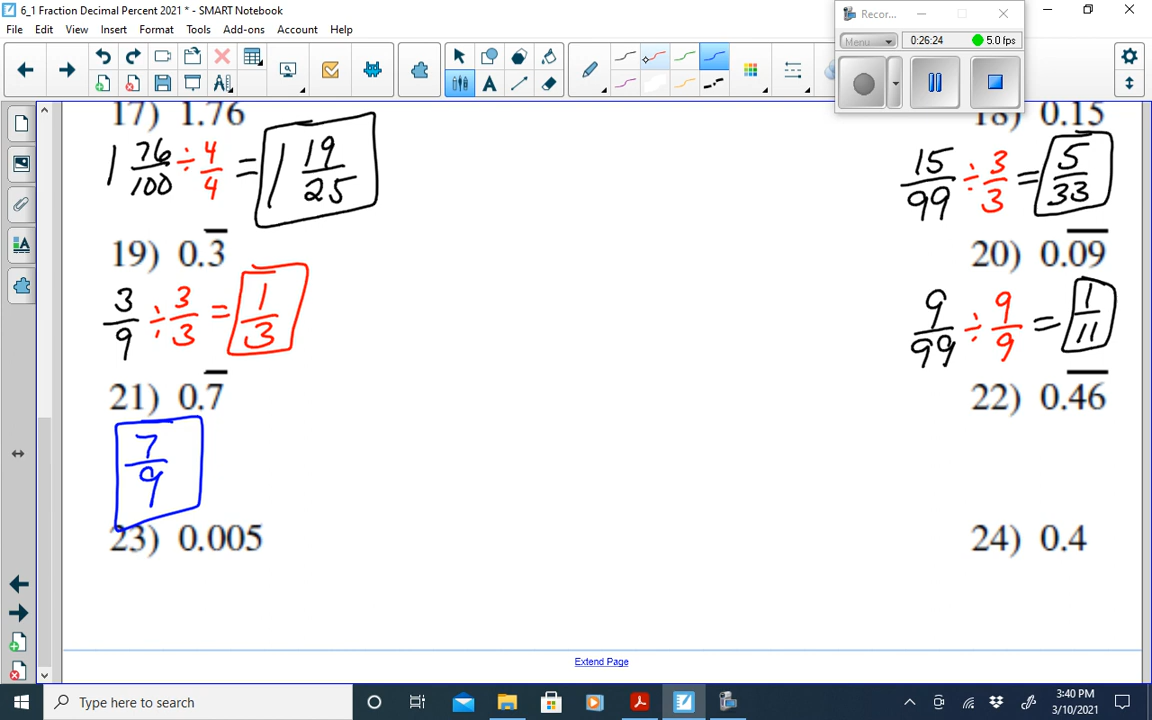 6_1 Fraction Decimal Percent 2021 * - SMART Notebook
Recor...
File Edit View Insert Format Tools Add-ons Account Help
Menu 0:26:24 5.0 fps
17) 1.76
18) 0.15
1 76/100 ÷ 4/4 = 1 19/25
15/99 ÷ 3/3 = 5/33
19) 0.3̅
20) 0.0̅9̅
3/9 ÷ 3/3 = 1/3
9/99 ÷ 9/9 = 1/11
21) 0.7̅
22) 0.4̅6̅
7/9
23) 0.005
24) 0.4
Extend Page
Type here to search
3:40 PM
3/10/2021